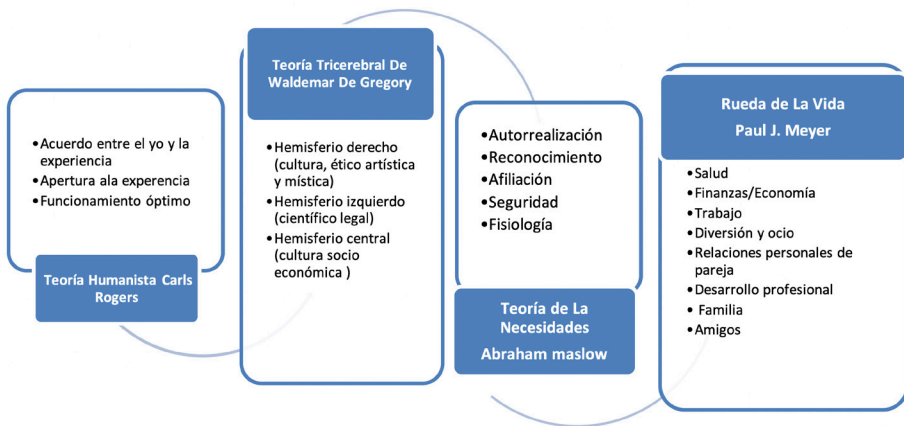 • Acuerdo entre el yo y la
experiencia
• Apertura ala experencia
• Funcionamiento óptimo
Teoría Humanista Carls
Rogers
Teoría Tricerebral De
Waldemar De Gregory
• Hemisferio derecho
(cultura, ético artística
y mística)
• Hemisferio izquierdo
(científico legal)
• Hemisferio central
(cultura socio
económica )
• Autorrealización
• Reconocimiento
• Afiliación
• Seguridad
• Fisiología
Teoría de La
Necesidades
Abraham maslow
Rueda de La Vida
Paul J. Meyer
• Salud
• Finanzas/Economía
• Trabajo
• Diversión y ocio
• Relaciones personales de
pareja
• Desarrollo profesional
• Familia
• Amigos